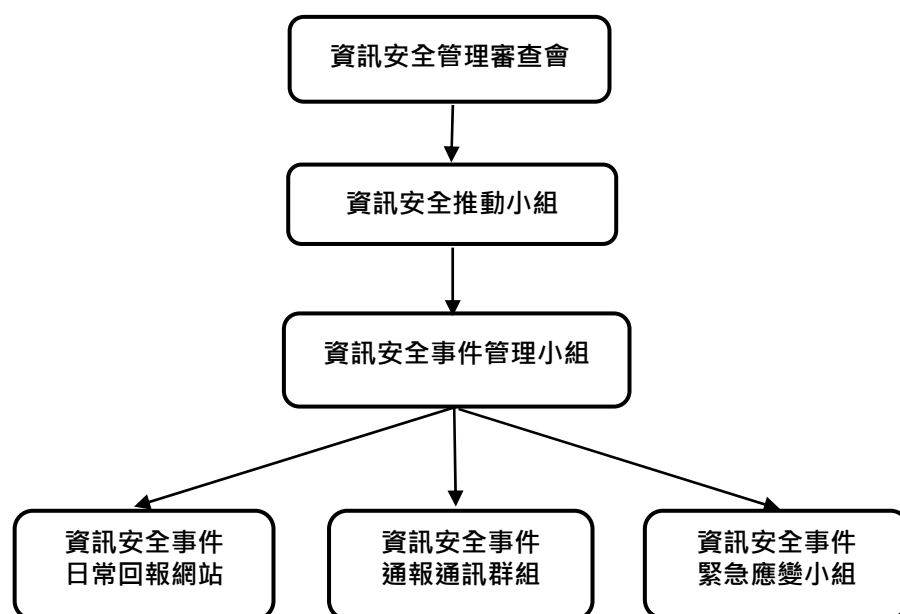 資訊安全管理審查會
資訊安全推動小組
資訊安全事件管理小組
資訊安全事件
日常回報網站
資訊安全事件
通報通訊群組
資訊安全事件
緊急應變小組